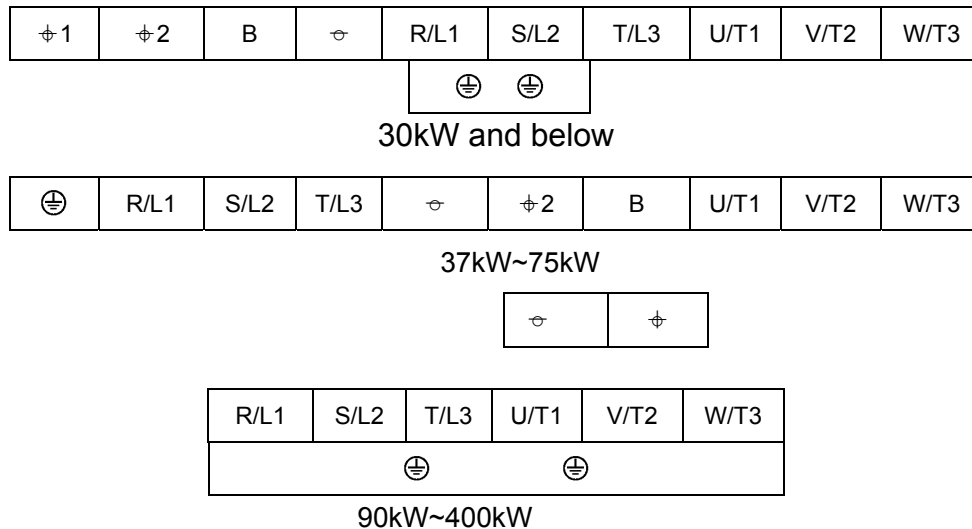 ⌽1 ⌽2 B ⊖ R/L1 S/L2 T/L3 U/T1 V/T2 W/T3
⏚ ⏚
30kW and below
⏚ R/L1 S/L2 T/L3 ⊖ ⌽2 B U/T1 V/T2 W/T3
37kW~75kW
⊖ ⌽
R/L1 S/L2 T/L3 U/T1 V/T2 W/T3
⏚ ⏚
90kW~400kW